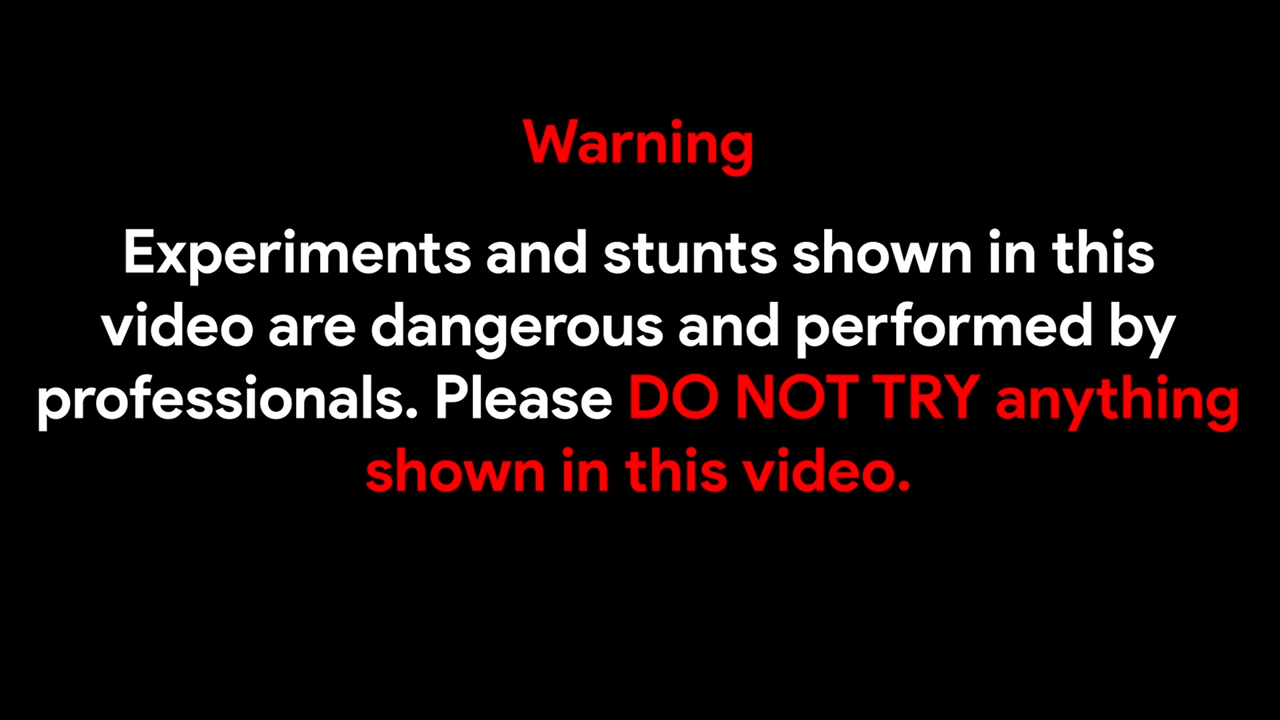 Warning
Experiments and stunts shown in this
video are dangerous and performed by
professionals. Please DO NOT TRY anything
shown in this video.